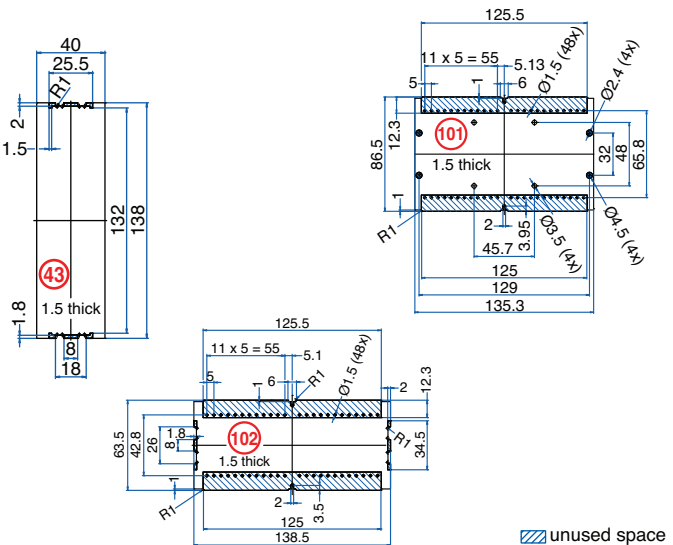 40
25.5
R1
2
1.5
132
138
43
1.5 thick
1.8
8
18
125.5
11 x 5 = 55
5.13
5
1
6
Ø1.5 (48x)
Ø2.4 (4x)
86.5
12.3
101
1.5 thick
32
48
65.8
1
R1
2
3.95
Ø3.5 (4x)
Ø4.5 (4x)
45.7
125
129
135.3
125.5
11 x 5 = 55
5.1
5
1
6
R1
Ø1.5 (48x)
2
12.3
63.5
42.8
26
1.8
8
102
1.5 thick
R1
34.5
1
R1
2
3.5
125
138.5
unused space